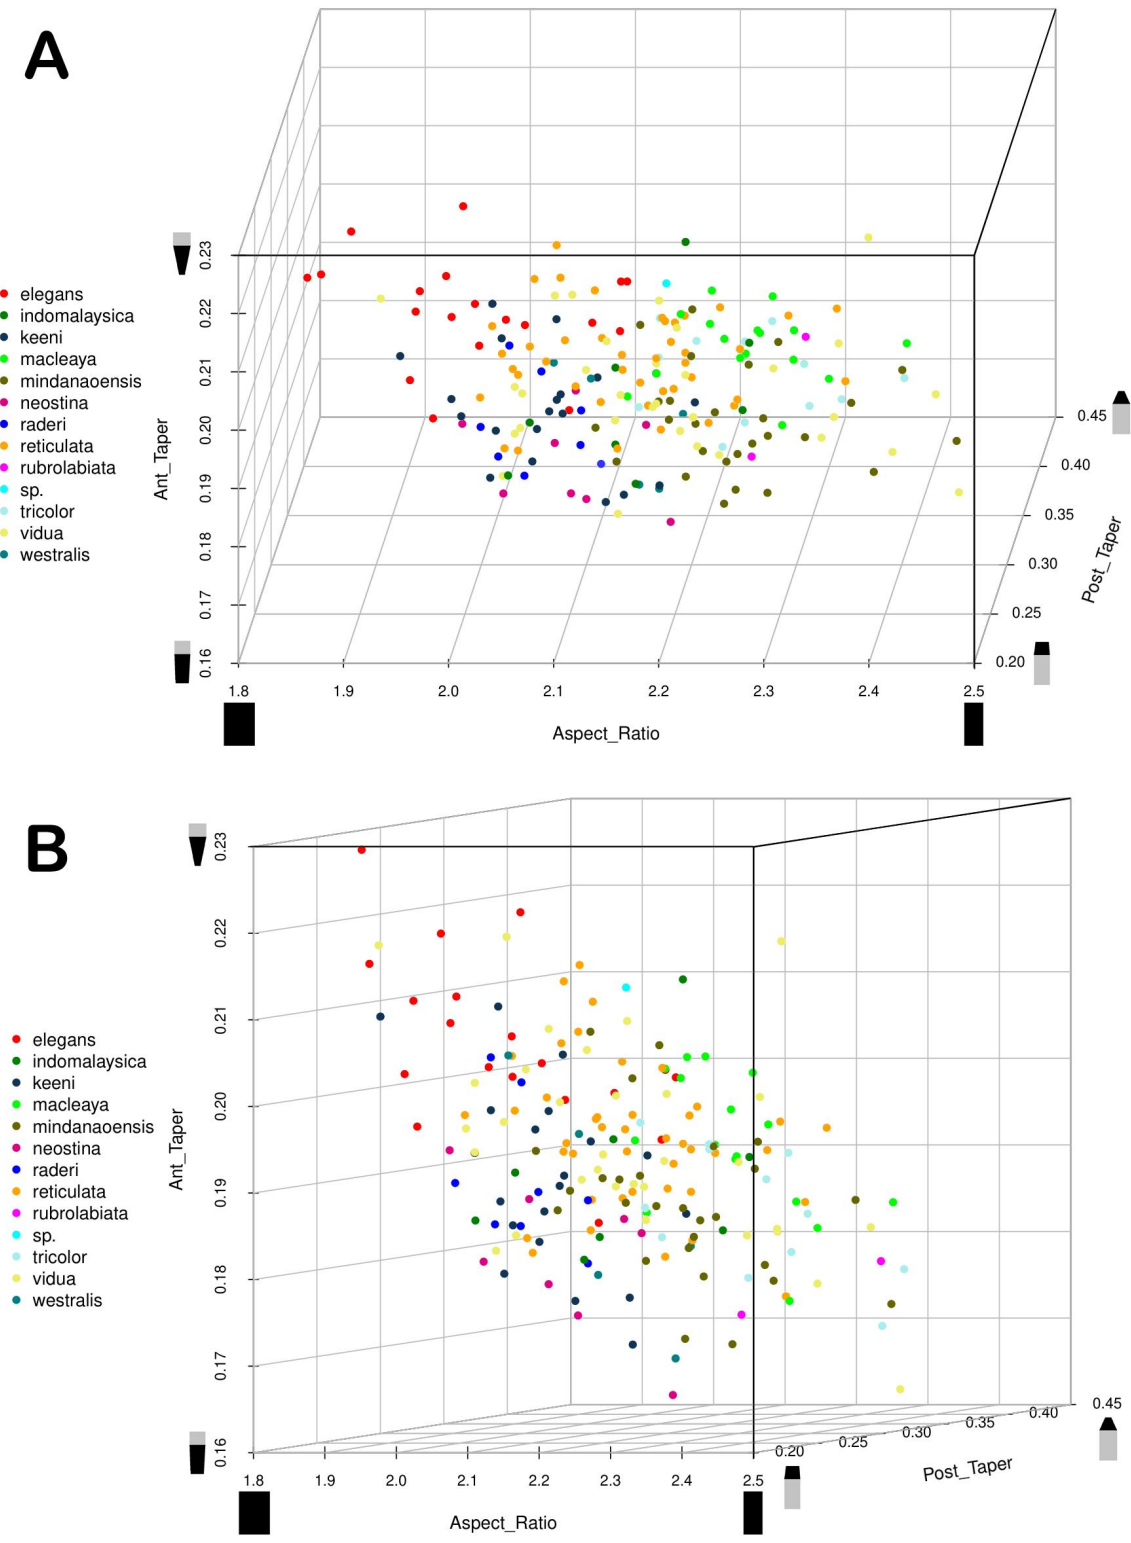 A
0.23
0.22
0.21
0.20
0.19
0.18
0.17
0.16
Ant_Taper
elegans
indomalaysica
keeni
macleaya
mindanaoensis
neostina
raderi
reticulata
rubrolabiata
sp.
tricolor
vidua
westralis
0.45
0.40
0.35
0.30
0.25
0.20
Post_Taper
1.8 1.9 2.0 2.1 2.2 2.3 2.4 2.5
Aspect_Ratio
B
0.23
0.22
0.21
0.20
0.19
0.18
0.17
0.16
Ant_Taper
elegans
indomalaysica
keeni
macleaya
mindanaoensis
neostina
raderi
reticulata
rubrolabiata
sp.
tricolor
vidua
westralis
0.45
0.40
0.35
0.30
0.25
0.20
Post_Taper
1.8 1.9 2.0 2.1 2.2 2.3 2.4 2.5
Aspect_Ratio